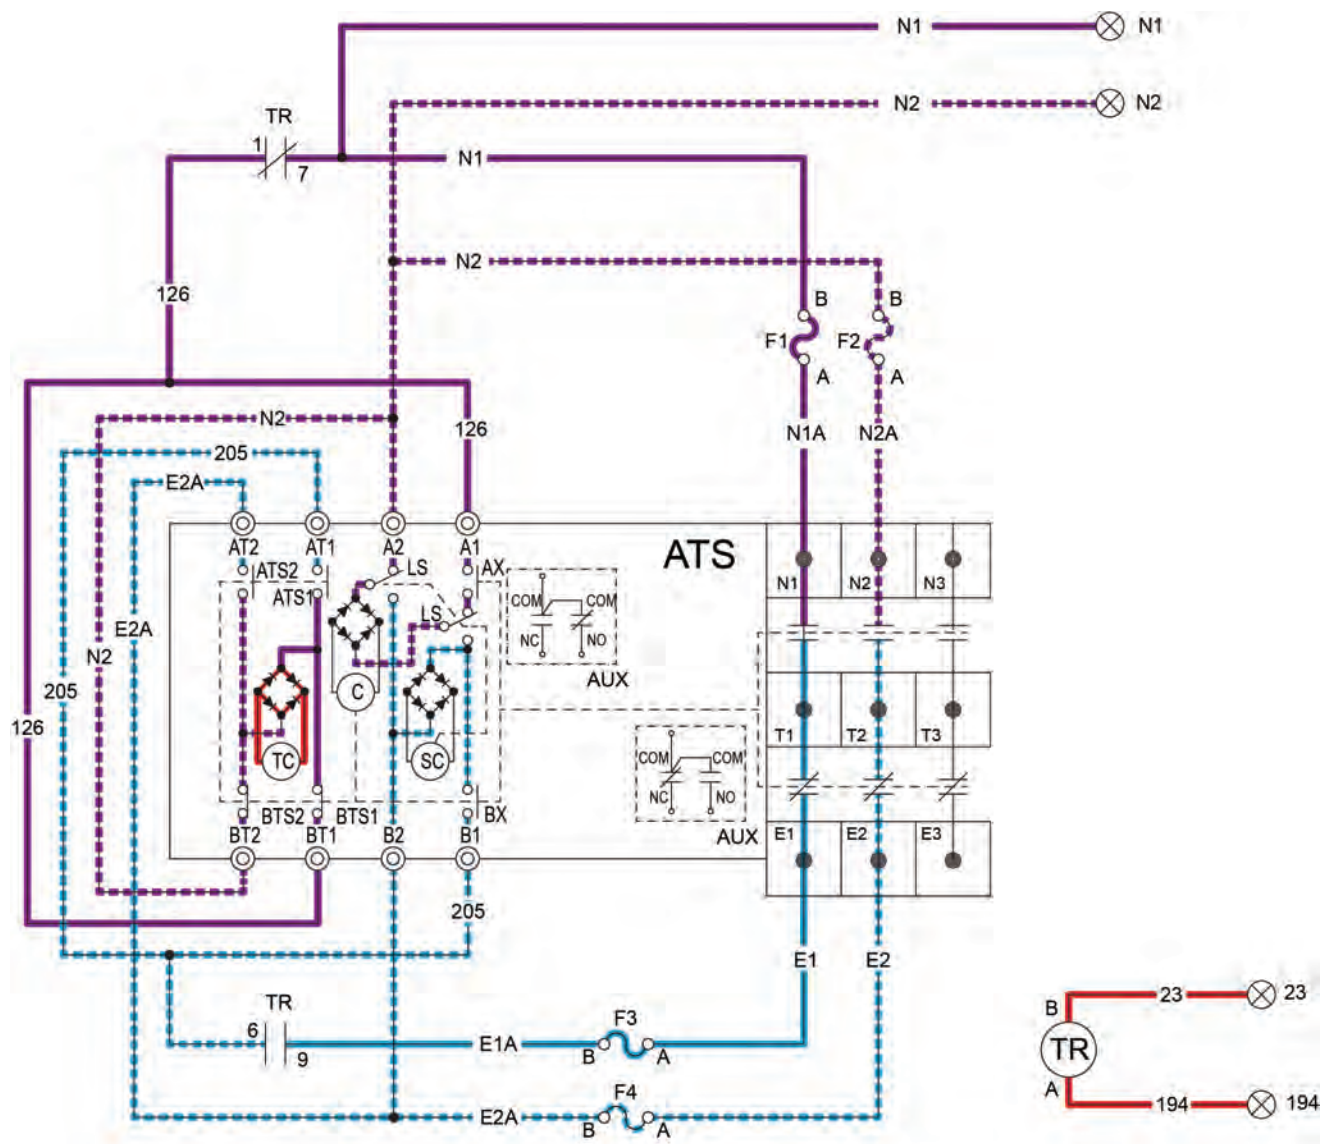 N1 N1
N2 N2
TR
1
7
N1
N2
126
B B
F1 F2
A A
N2
126
N1A N2A
205
E2A
AT2 AT1 A2 A1
ATS
ATS2 LS AX
ATS1
COM COM
N1 N2 N3
LS
NC NO
E2A
N2
AUX
205
C
126
T1 T2 T3
TC SC
COM COM
NC NO
BTS2 BTS1 BX
BT2 BT1 B2 B1
AUX
E1 E2 E3
205
E1 E2
TR
6
9
E1A
F3
B A
E2A
F4
B A
B
23 23
TR
A
194 194